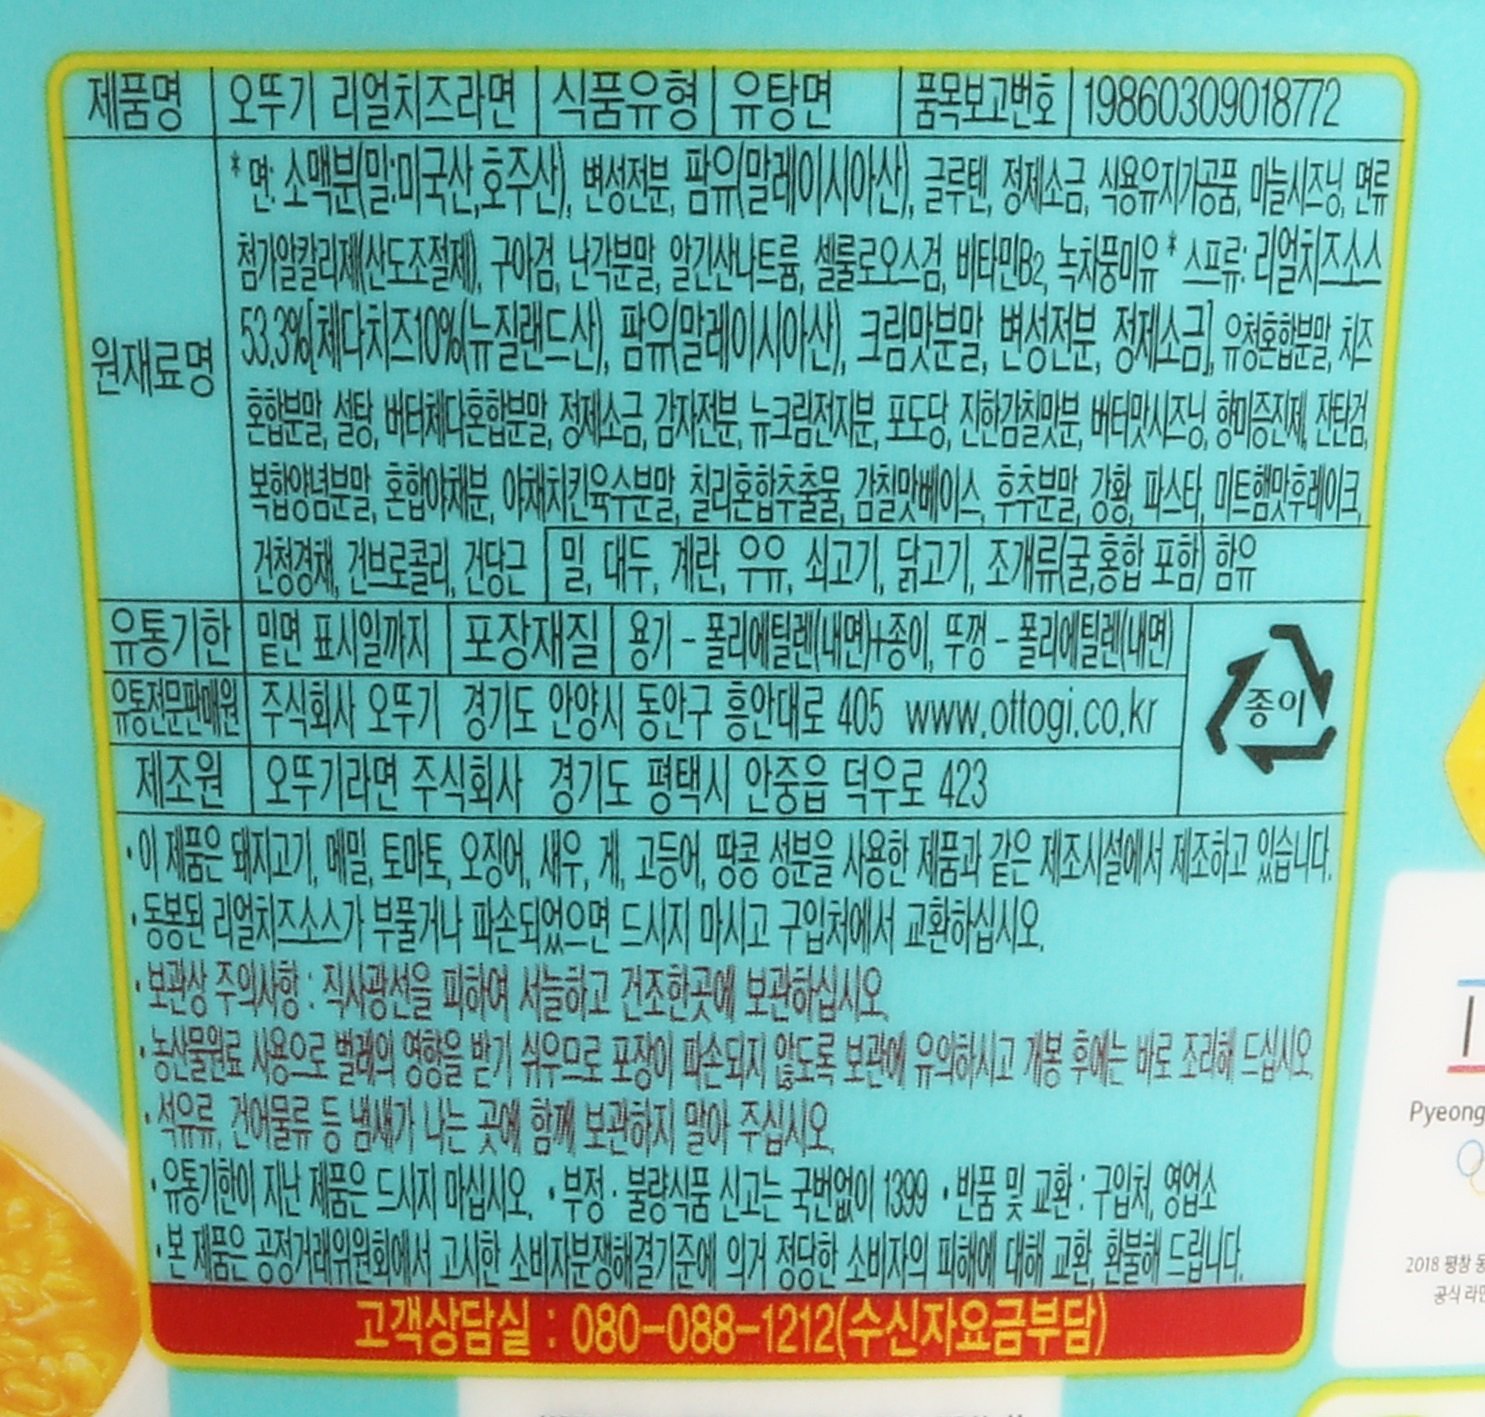 제품명 오뚜기 리얼치즈라면 식품유형 유탕면 품목보고번호 19860309018772
원재료명
*면: 소맥분(밀:미국산,호주산), 변성전분, 팜유(말레이시아산), 글루텐, 정제소금, 식용유지가공품, 마늘시즈닝, 면류
첨가알칼리제(산도조절제), 구아검, 난각분말, 알긴산나트륨, 셀룰로오스검, 비타민B2, 녹차풍미유 *스프류: 리얼치즈소스
53.3%[체다치즈10%(뉴질랜드산), 팜유(말레이시아산), 크림맛분말, 변성전분, 정제소금], 유청혼합분말, 치즈
혼합분말, 설탕, 버터체다혼합분말, 정제소금, 감자전분, 뉴크림전지분, 포도당, 진한감칠맛분, 버터맛시즈닝, 향미증진제, 잔탄검,
복합양념분말, 혼합야채분, 야채치킨육수분말, 칠리혼합추출물, 감칠맛베이스, 후추분말, 강황, 파스타, 미트햄맛후레이크,
건청경채, 건브로콜리, 건당근 밀, 대두, 계란, 우유, 쇠고기, 닭고기, 조개류(굴,홍합 포함) 함유
유통기한 밑면 표시일까지 포장재질 용기 - 폴리에틸렌(내면)+종이, 뚜껑 - 폴리에틸렌(내면)
유통전문판매원 주식회사 오뚜기 경기도 안양시 동안구 흥안대로 405 www.ottogi.co.kr
종이
제조원 오뚜기라면 주식회사 경기도 평택시 안중읍 덕우로 423
·이 제품은 돼지고기, 메밀, 토마토, 오징어, 새우, 게, 고등어, 땅콩 성분을 사용한 제품과 같은 제조시설에서 제조하고 있습니다.
·동봉된 리얼치즈소스가 부풀거나 파손되었으면 드시지 마시고 구입처에서 교환하십시오.
·보관상 주의사항 : 직사광선을 피하여 서늘하고 건조한곳에 보관하십시오.
·농산물원료 사용으로 벌레의 영향을 받기 쉬우므로 포장이 파손되지 않도록 보관에 유의하시고 개봉 후에는 바로 조리해 드십시오.
·석유류, 건어물류 등 냄새가 나는 곳에 함께 보관하지 말아 주십시오.
·유통기한이 지난 제품은 드시지 마십시오. ·부정·불량식품 신고는 국번없이 1399 ·반품 및 교환 : 구입처, 영업소
·본 제품은 공정거래위원회에서 고시한 소비자분쟁해결기준에 의거 정당한 소비자의 피해에 대해 교환, 환불해 드립니다.
고객상담실 : 080-088-1212(수신자요금부담)
Pyeong
2018 평창 동
공식 라면